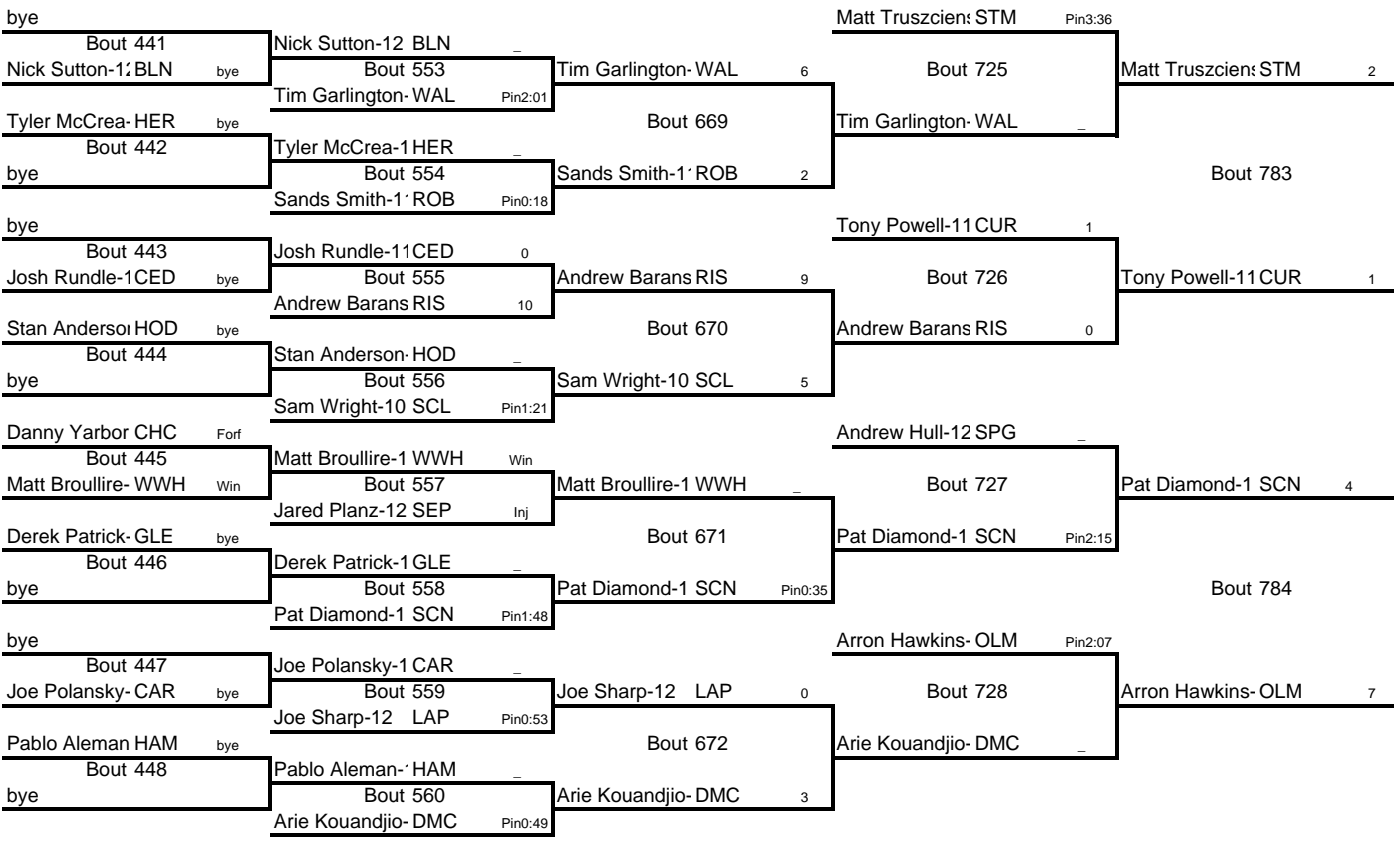 bye Matt Truszciens STM Pin3:36
Bout 441 Nick Sutton-12 BLN _
Nick Sutton-12 BLN bye Bout 553 Tim Garlington- WAL 6 Bout 725 Matt Truszciens STM 2
Tim Garlington- WAL Pin2:01
Tyler McCrea- HER bye Bout 669 Tim Garlington- WAL _
Bout 442 Tyler McCrea-1 HER _
bye Bout 554 Sands Smith-1 ROB 2 Bout 783
Sands Smith-1 ROB Pin0:18
bye Tony Powell-11 CUR 1
Bout 443 Josh Rundle-11 CED 0
Josh Rundle-1 CED bye Bout 555 Andrew Barans RIS 9 Bout 726 Tony Powell-11 CUR 1
Andrew Barans RIS 10
Stan Anderson HOD bye Bout 670 Andrew Barans RIS 0
Bout 444 Stan Anderson- HOD _
bye Bout 556 Sam Wright-10 SCL 5
Sam Wright-10 SCL Pin1:21
Danny Yarbor CHC Forf Andrew Hull-12 SPG _
Bout 445 Matt Broullire-1 WWH Win
Matt Broullire- WWH Win Bout 557 Matt Broullire-1 WWH _ Bout 727 Pat Diamond-1 SCN 4
Jared Planz-12 SEP Inj
Derek Patrick- GLE bye Bout 671 Pat Diamond-1 SCN Pin2:15
Bout 446 Derek Patrick-1 GLE _
bye Bout 558 Pat Diamond-1 SCN Pin0:35 Bout 784
Pat Diamond-1 SCN Pin1:48
bye Arron Hawkins- OLM Pin2:07
Bout 447 Joe Polansky-1 CAR _
Joe Polansky- CAR bye Bout 559 Joe Sharp-12 LAP 0 Bout 728 Arron Hawkins- OLM 7
Joe Sharp-12 LAP Pin0:53
Pablo Aleman HAM bye Bout 672 Arie Kouandjio- DMC _
Bout 448 Pablo Aleman- HAM _
bye Bout 560 Arie Kouandjio- DMC 3
Arie Kouandjio- DMC Pin0:49